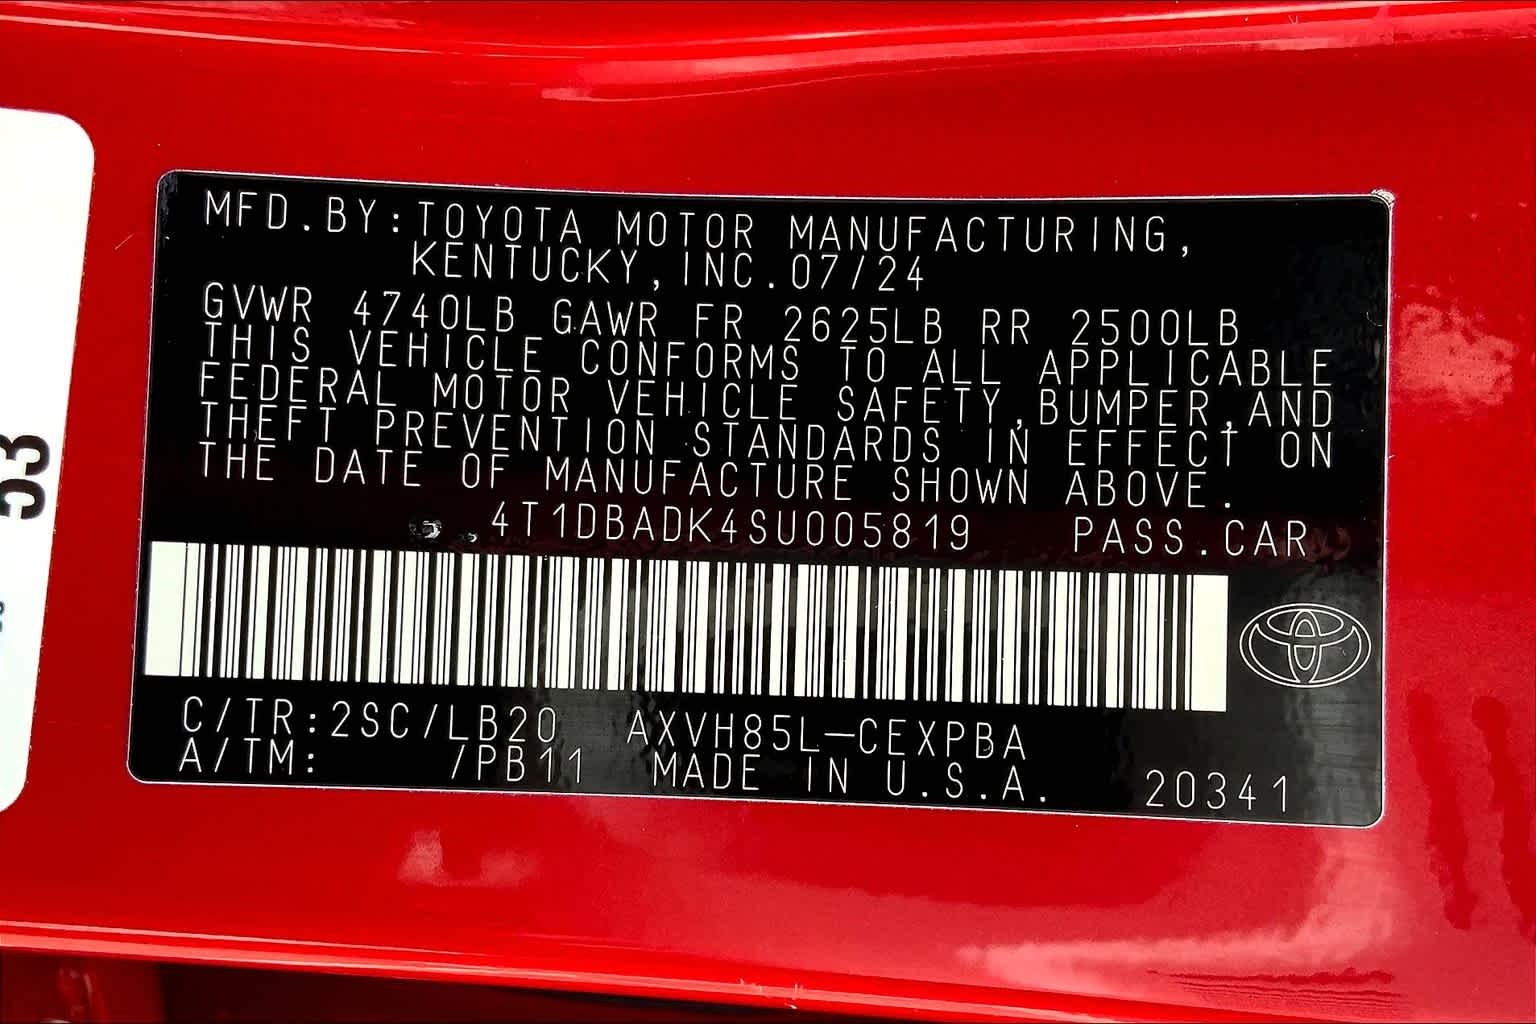 MFD.BY:TOYOTA MOTOR MANUFACTURING,
KENTUCKY,INC.07/24
GVWR 4740LB GAWR FR 2625LB RR 2500LB
THIS VEHICLE CONFORMS TO ALL APPLICABLE
FEDERAL MOTOR VEHICLE SAFETY,BUMPER,AND
THEFT PREVENTION STANDARDS IN EFFECT ON
THE DATE OF MANUFACTURE SHOWN ABOVE.
4T1DBADK4SU005819 PASS.CAR
C/TR:2SC/LB20 AXVH85L-CEXPBA
A/TM: /PB11 MADE IN U.S.A. 20341
53